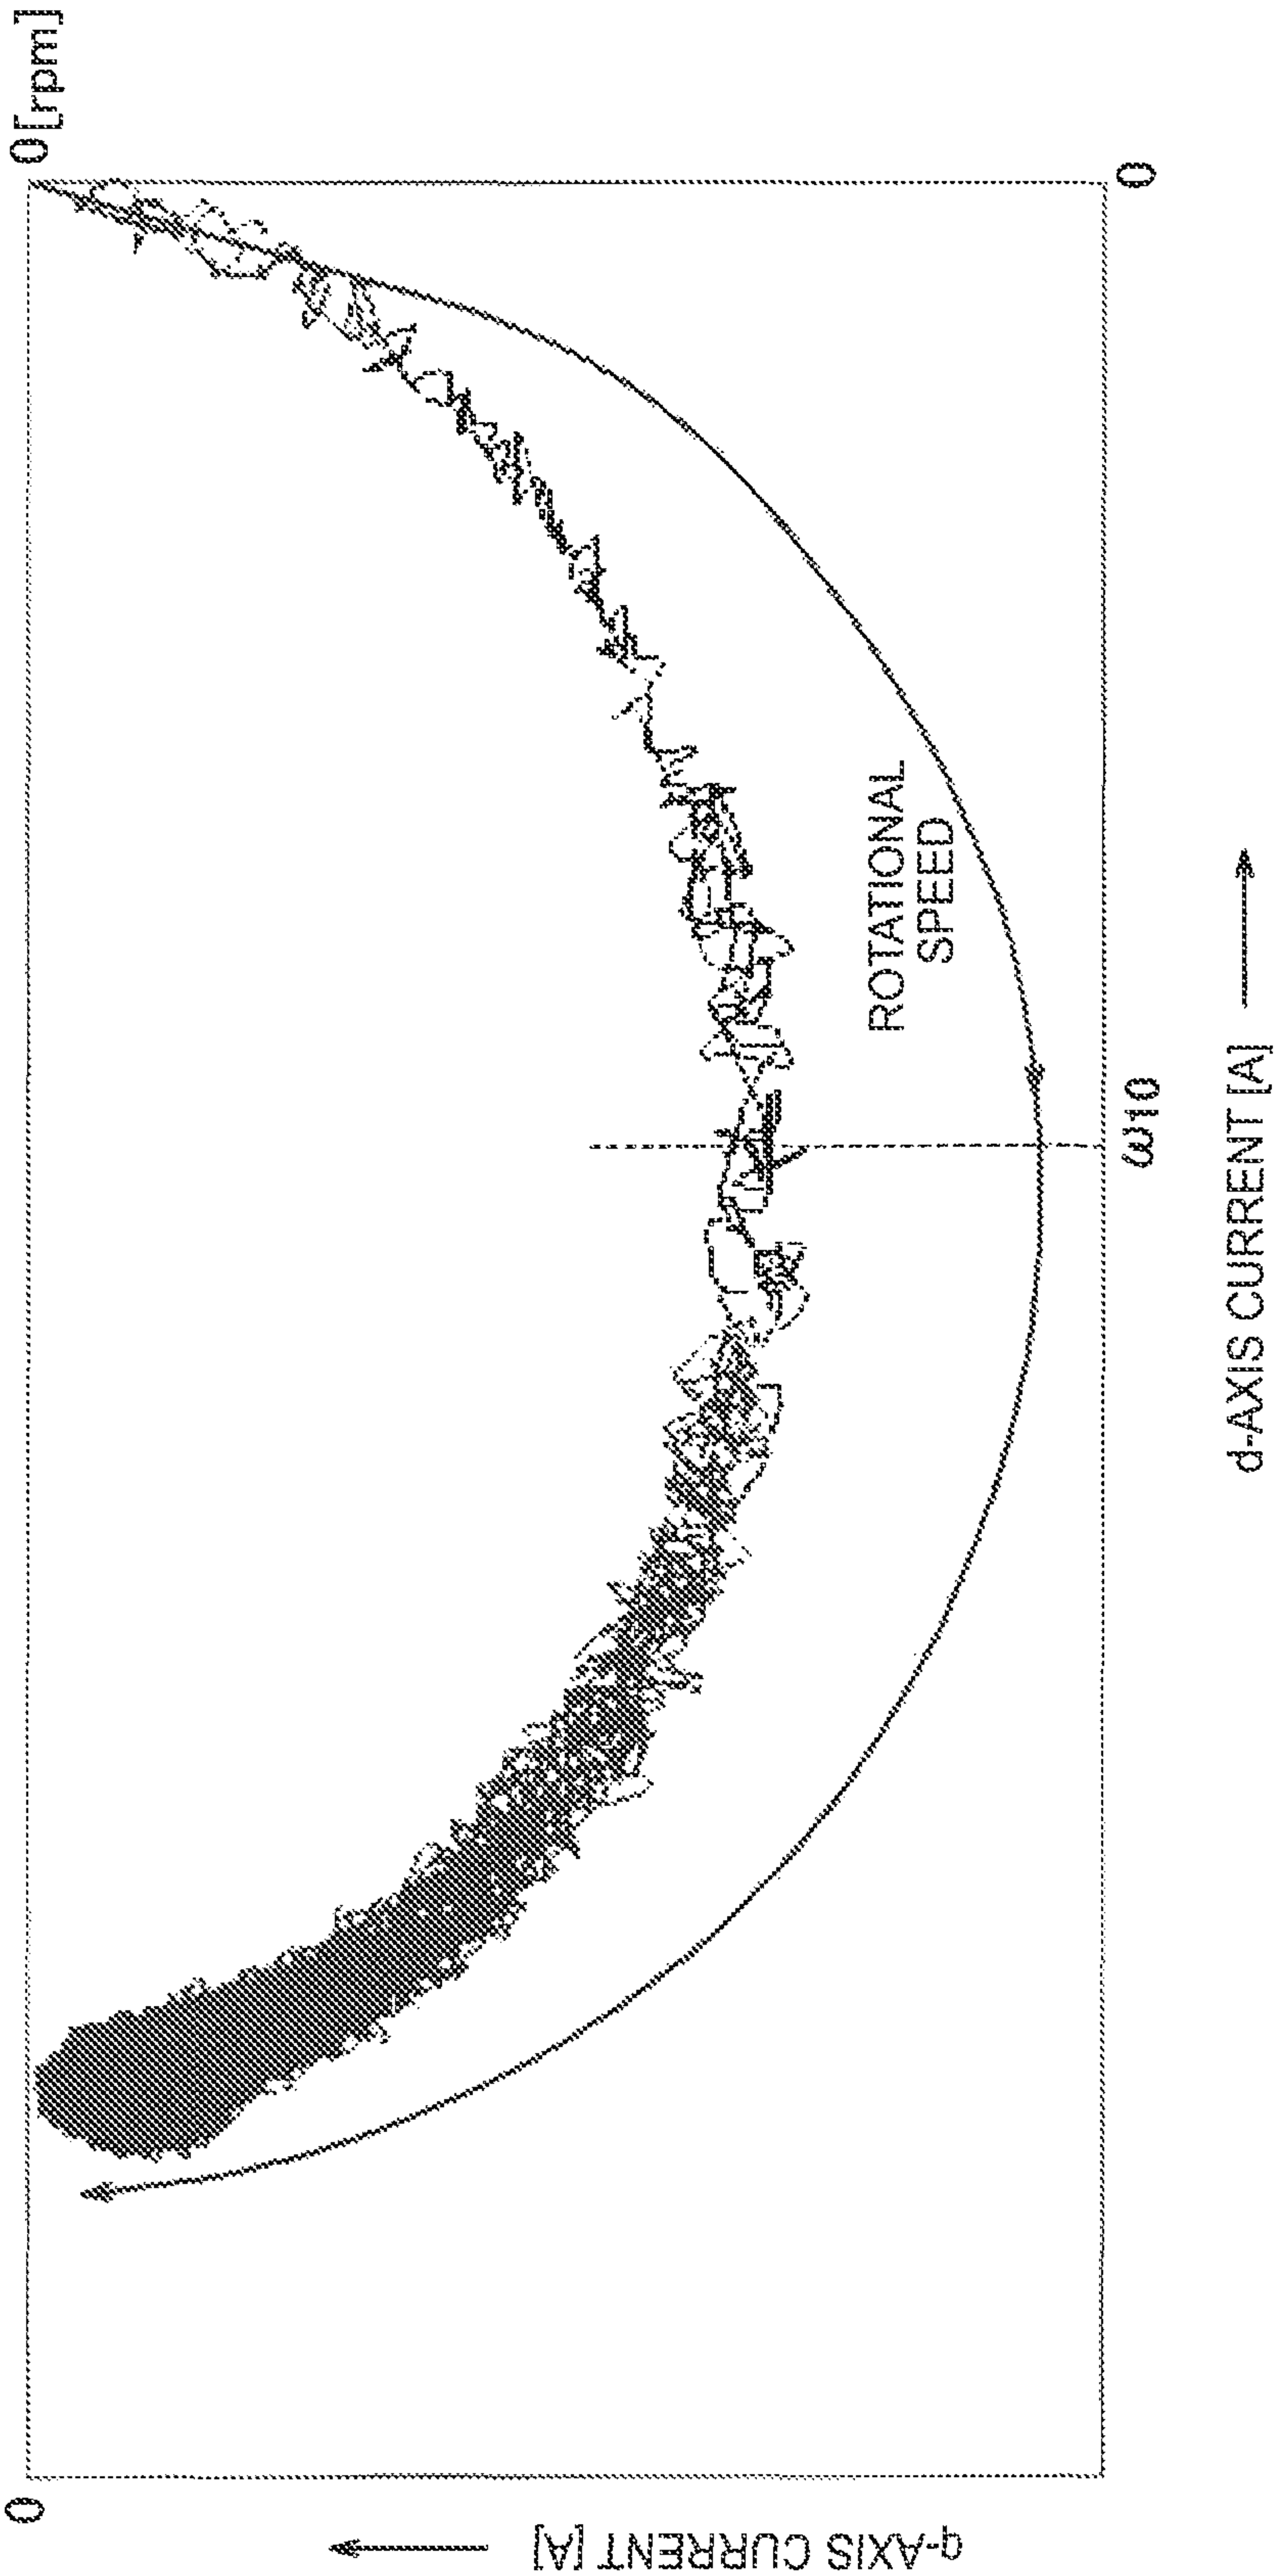 0
0 [rpm]
q-AXIS CURRENT [A]
ROTATIONAL
SPEED
ω10
0
d-AXIS CURRENT [A]